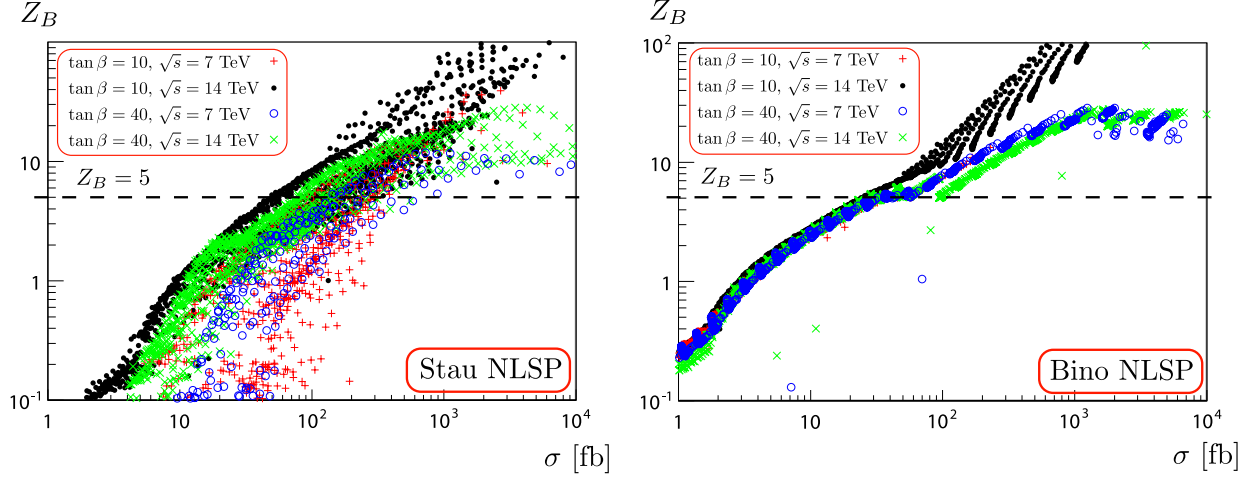 Z_B
tan β = 10, √s = 7 TeV
tan β = 10, √s = 14 TeV
tan β = 40, √s = 7 TeV
tan β = 40, √s = 14 TeV
10
Z_B = 5
1
10^-1
Stau NLSP
1 10 10^2 10^3 10^4
σ [fb]
Z_B
10^2
tan β = 10, √s = 7 TeV
tan β = 10, √s = 14 TeV
tan β = 40, √s = 7 TeV
tan β = 40, √s = 14 TeV
10
Z_B = 5
1
10^-1
Bino NLSP
1 10 10^2 10^3 10^4
σ [fb]